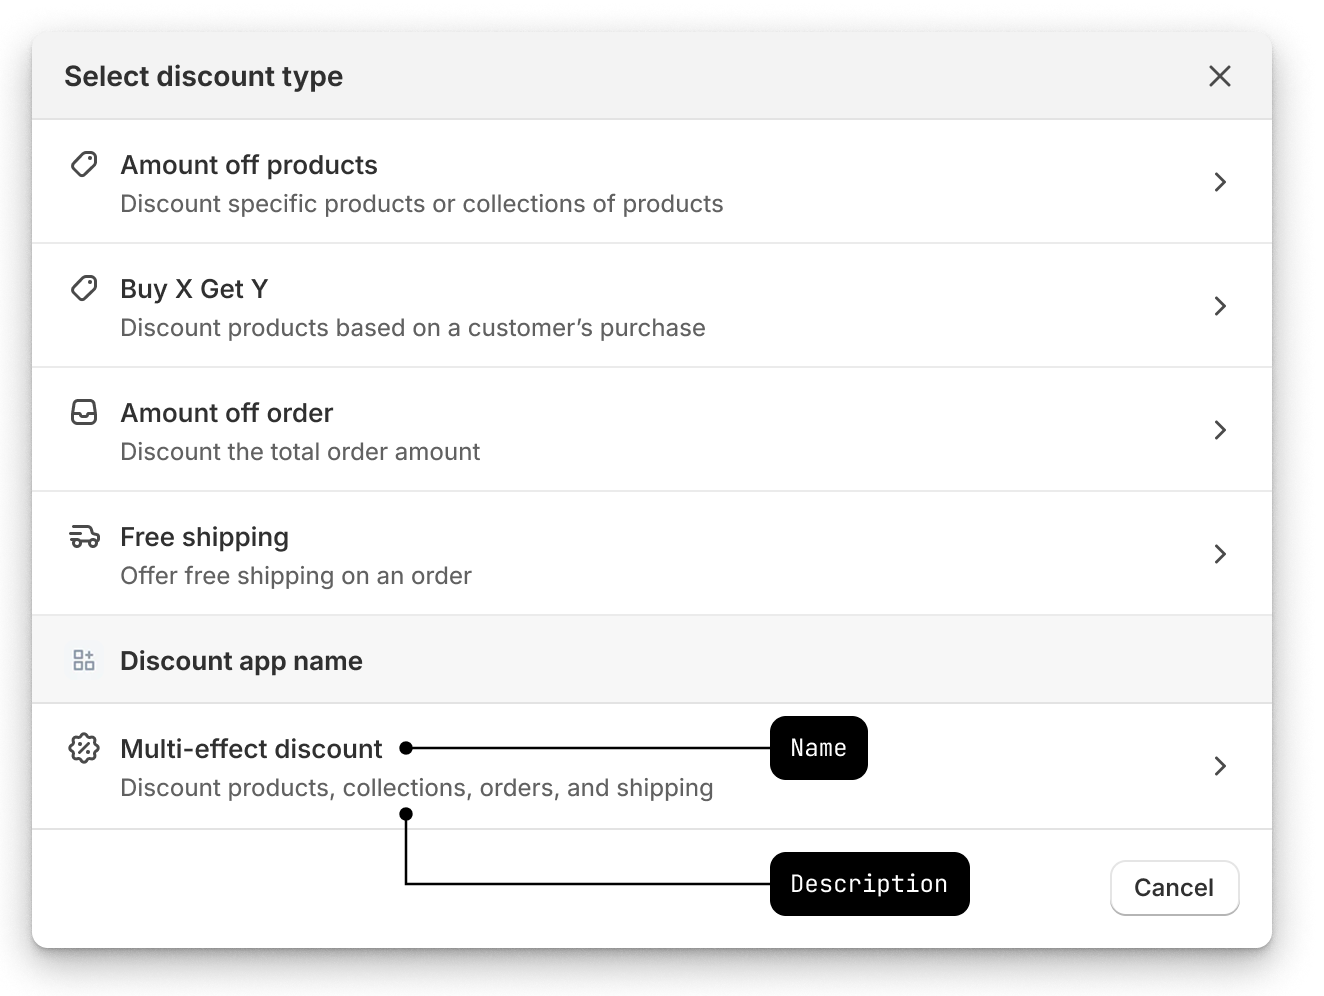 Select discount type
Amount off products
Discount specific products or collections of products
Buy X Get Y
Discount products based on a customer’s purchase
Amount off order
Discount the total order amount
Free shipping
Offer free shipping on an order
Discount app name
Multi-effect discount
Name
Discount products, collections, orders, and shipping
Description
Cancel